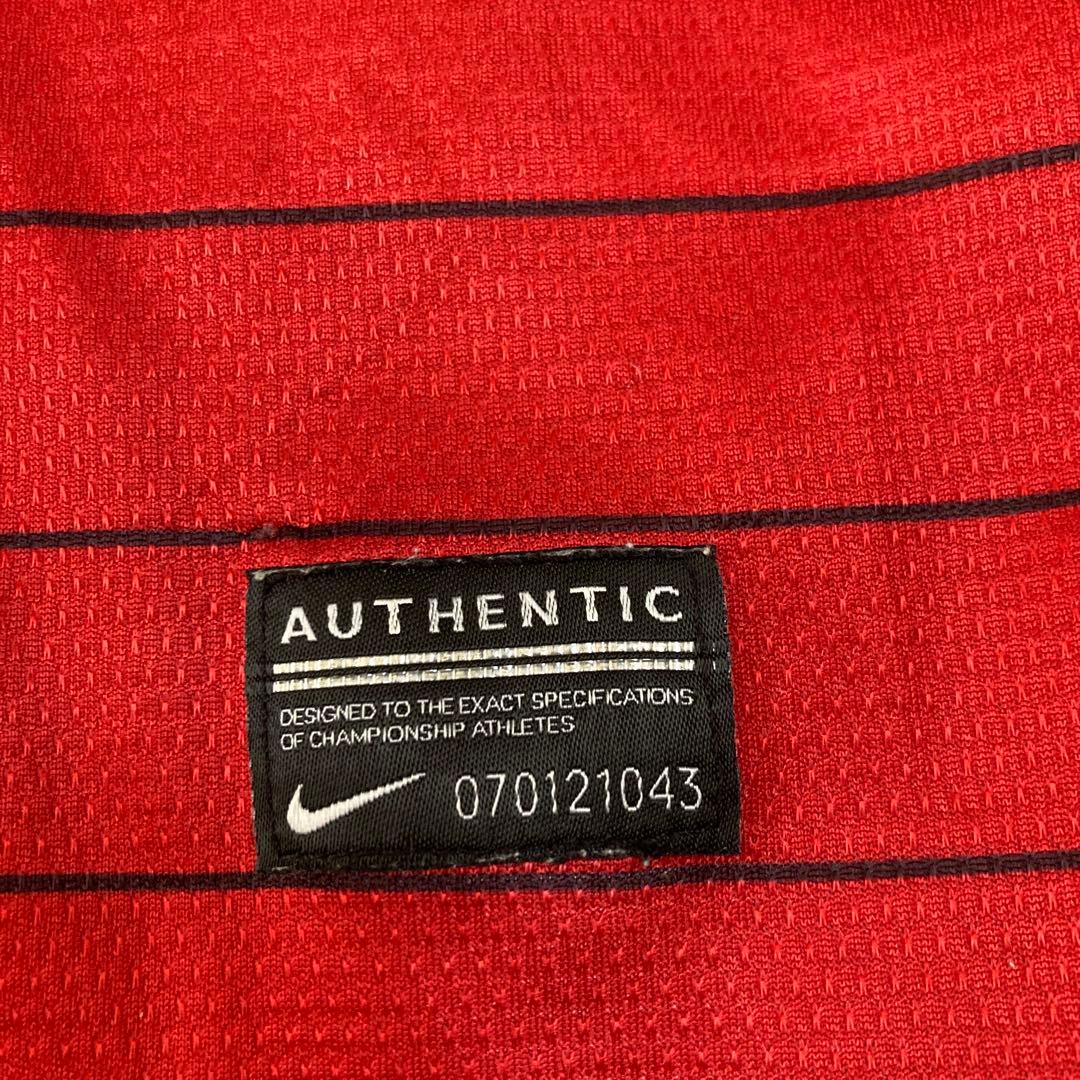 AUTHENTIC
DESIGNED TO THE EXACT SPECIFICATIONS
OF CHAMPIONSHIP ATHLETES
070121043